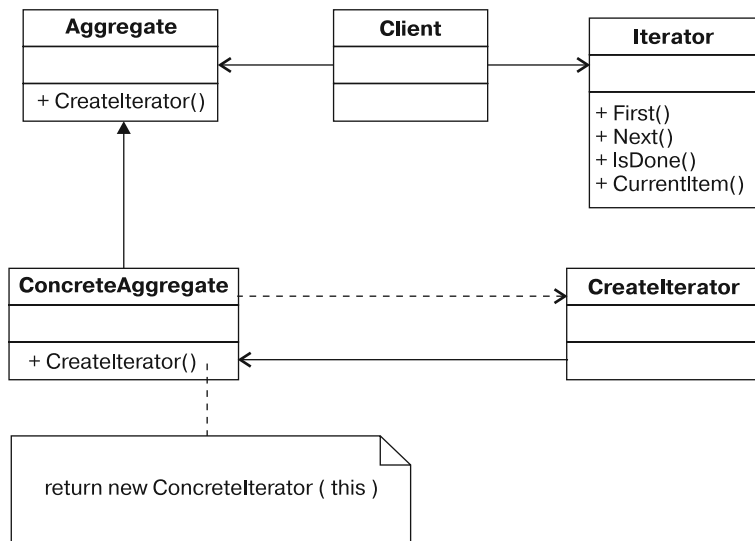 Aggregate
+ CreateIterator()
Client
Iterator
+ First()
+ Next()
+ IsDone()
+ CurrentItem()
ConcreteAggregate
+ CreateIterator()
CreateIterator
return new ConcreteIterator ( this )